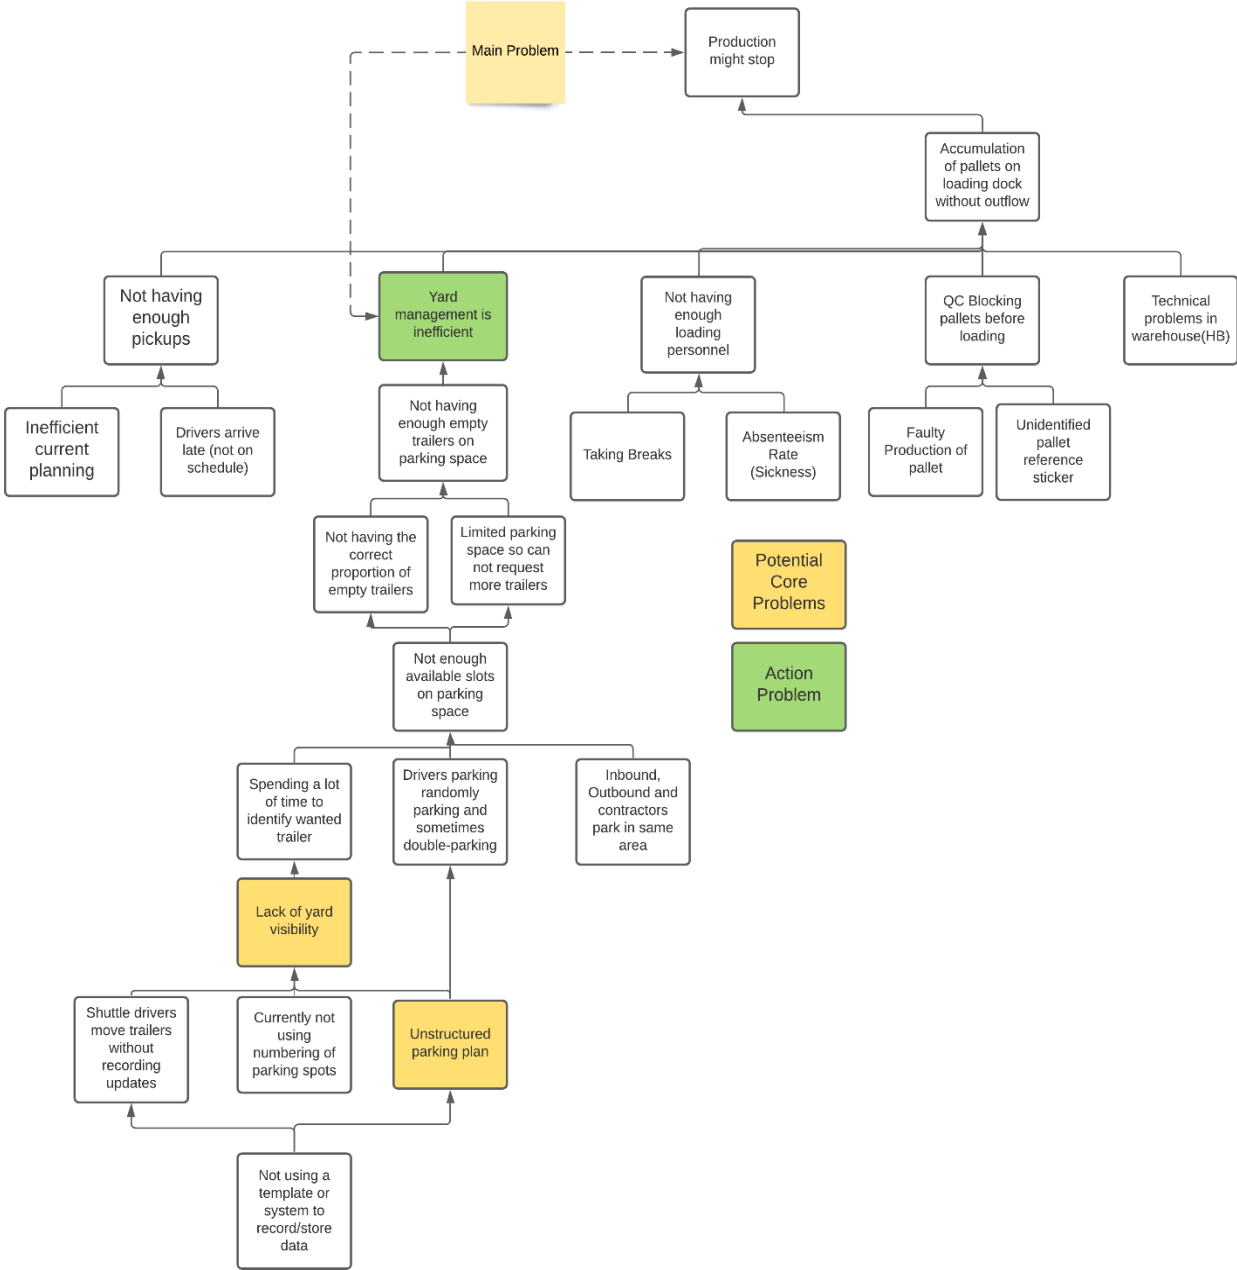 Main Problem
Production
might stop
Accumulation
of pallets on
loading dock
without outflow
Not having
enough
pickups
Yard
management is
inefficient
Not having
enough
loading
personnel
QC Blocking
pallets before
loading
Technical
problems in
warehouse(HB)
Inefficient
current
planning
Drivers arrive
late (not on
schedule)
Not having
enough empty
trailers on
parking space
Taking Breaks
Absenteeism
Rate
(Sickness)
Faulty
Production of
pallet
Unidentified
pallet
reference
sticker
Not having the
correct
proportion of
empty trailers
Limited parking
space so can
not request
more trailers
Potential
Core
Problems
Action
Problem
Not enough
available slots
on parking
space
Spending a lot
of time to
identify wanted
trailer
Drivers parking
randomly
parking and
sometimes
double-parking
Inbound,
Outbound and
contractors
park in same
area
Lack of yard
visibility
Shuttle drivers
move trailers
without
recording
updates
Currently not
using
numbering of
parking spots
Unstructured
parking plan
Not using a
template or
system to
record/store
data